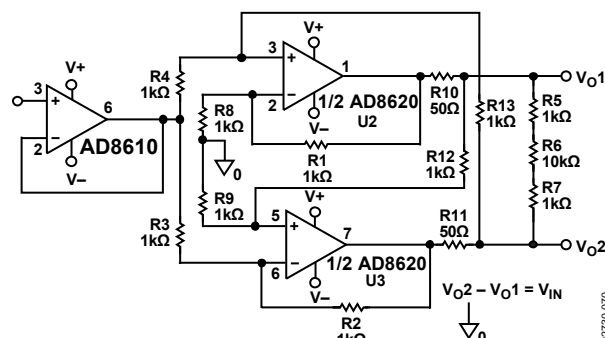 V+
3
6
2
AD8610
V–
R4
1kΩ
R3
1kΩ
R8
1kΩ
0
R9
1kΩ
V+
3
1
2
1/2 AD8620
V–
U2
R1
1kΩ
R10
50Ω
R13
1kΩ
R12
1kΩ
V+
5
7
6
1/2 AD8620
V–
U3
R2
1kΩ
R11
50Ω
VO1
R5
1kΩ
R6
10kΩ
R7
1kΩ
VO2
VO2 – VO1 = VIN
0